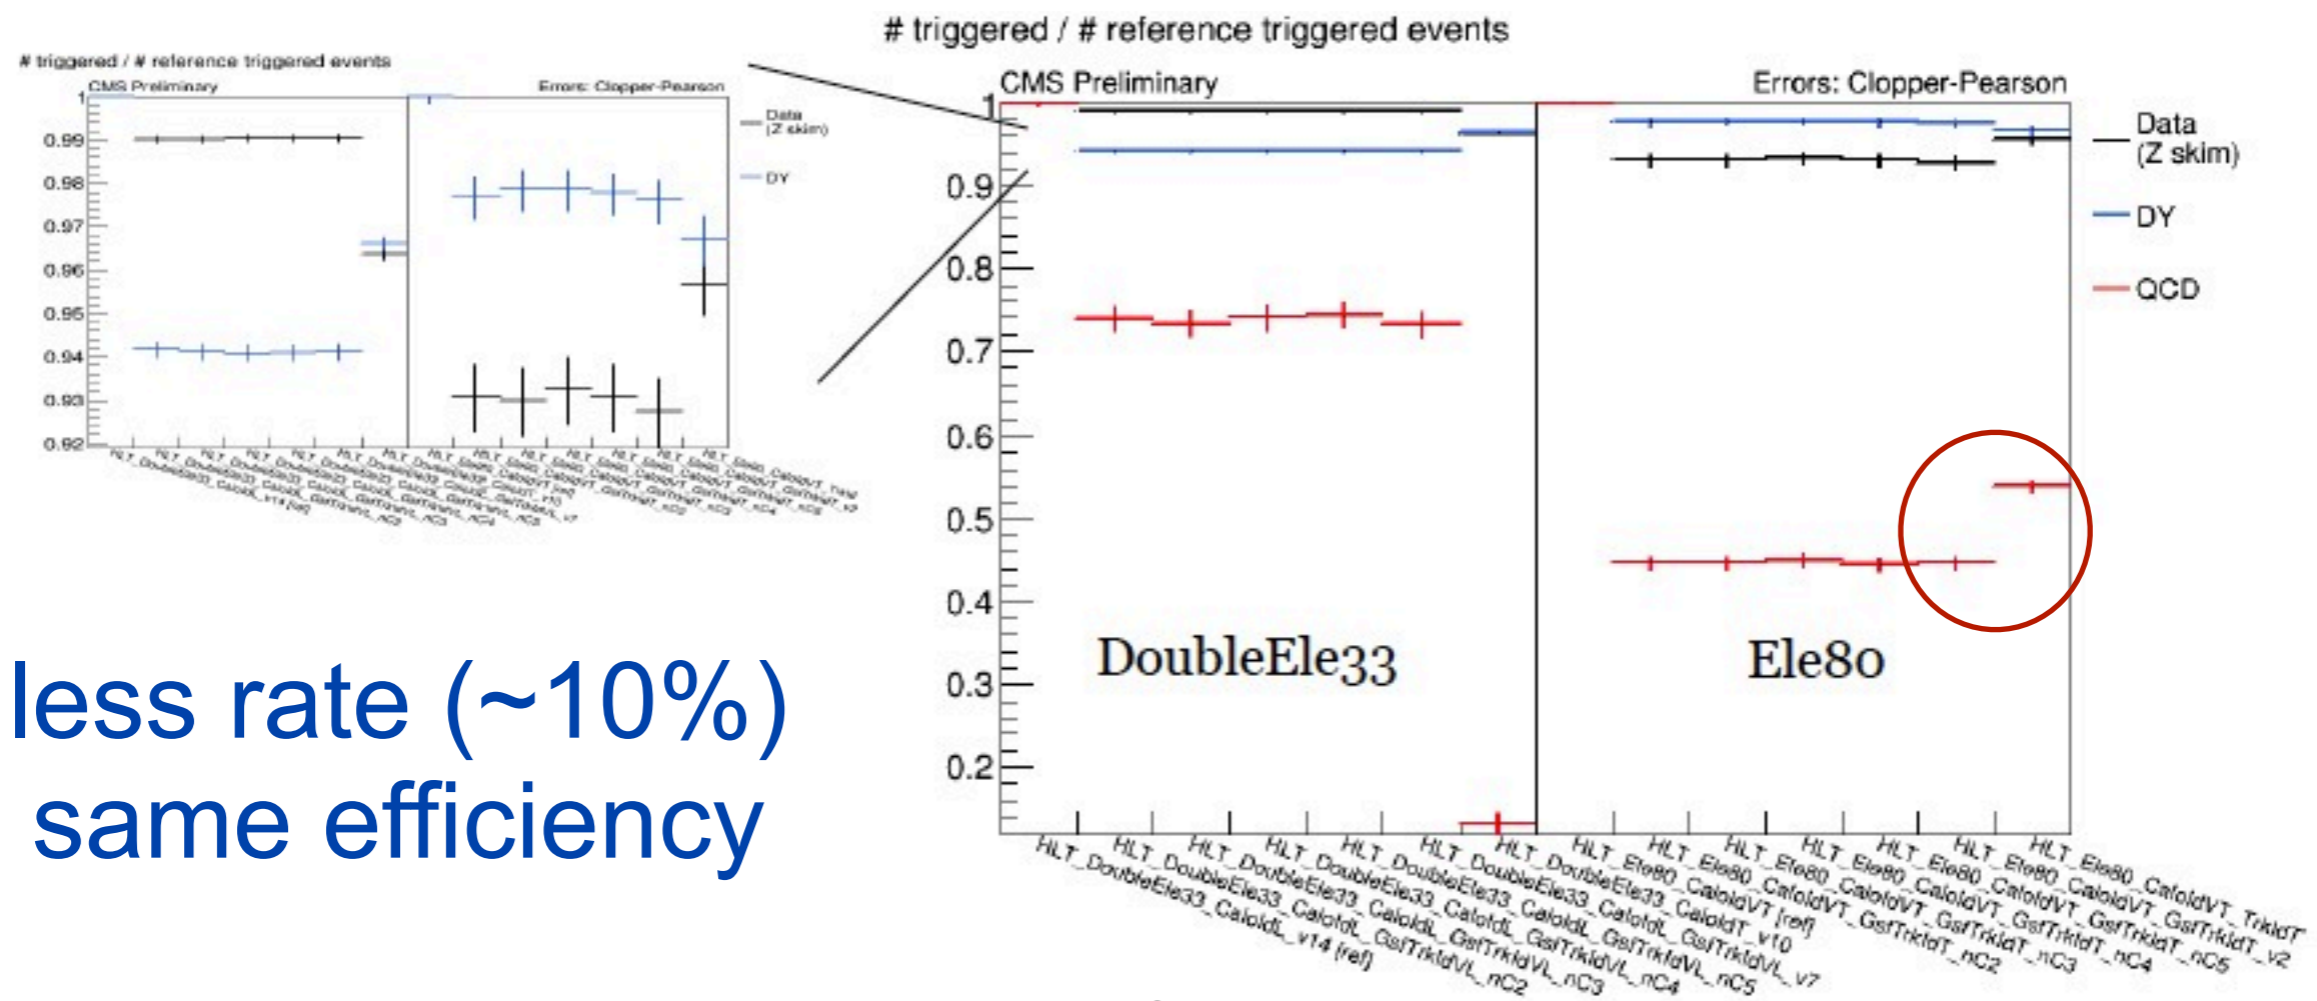 # triggered / # reference triggered events
CMS Preliminary
Errors: Clopper-Pearson
1
0.99
0.98
0.97
0.96
0.95
0.94
0.93
0.92
Data
(Z skim)
DY
# triggered / # reference triggered events
CMS Preliminary
Errors: Clopper-Pearson
1
0.9
0.8
0.7
0.6
0.5
0.4
0.3
0.2
Data
(Z skim)
DY
QCD
DoubleEle33
Ele80
HLT_DoubleEle33_CaloIdL_v14 [ref]
HLT_DoubleEle33_CaloIdL_GsfTrkIdVL_nC2
HLT_DoubleEle33_CaloIdL_GsfTrkIdVL_nC3
HLT_DoubleEle33_CaloIdL_GsfTrkIdVL_nC4
HLT_DoubleEle33_CaloIdL_GsfTrkIdVL_nC5
HLT_DoubleEle33_CaloIdL_GsfTrkIdVL_v7
HLT_DoubleEle33_CaloIdT_v10
HLT_Ele80_CaloIdVT [ref]
HLT_Ele80_CaloIdVT_GsfTrkIdT_nC2
HLT_Ele80_CaloIdVT_GsfTrkIdT_nC3
HLT_Ele80_CaloIdVT_GsfTrkIdT_nC4
HLT_Ele80_CaloIdVT_GsfTrkIdT_nC5
HLT_Ele80_CaloIdVT_GsfTrkIdT_v2
HLT_Ele80_CaloIdVT_TrkIdT
less rate (~10%)
same efficiency